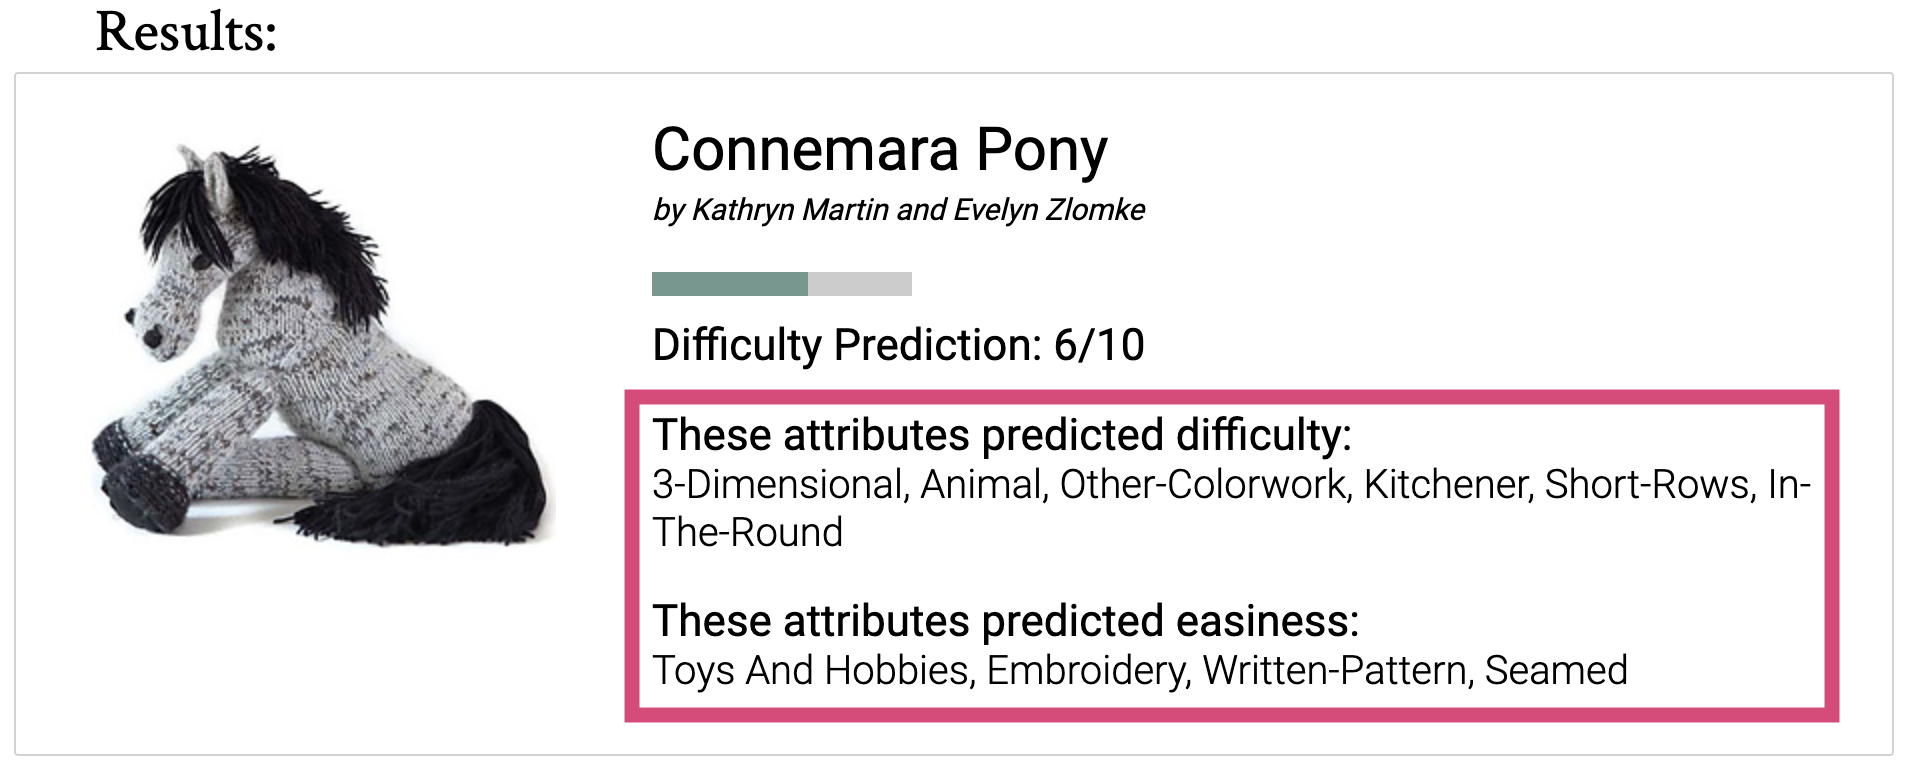 Results:
Connemara Pony
by Kathryn Martin and Evelyn Zlomke
Difficulty Prediction: 6/10
These attributes predicted difficulty:
3-Dimensional, Animal, Other-Colorwork, Kitchener, Short-Rows, In-
The-Round
These attributes predicted easiness:
Toys And Hobbies, Embroidery, Written-Pattern, Seamed